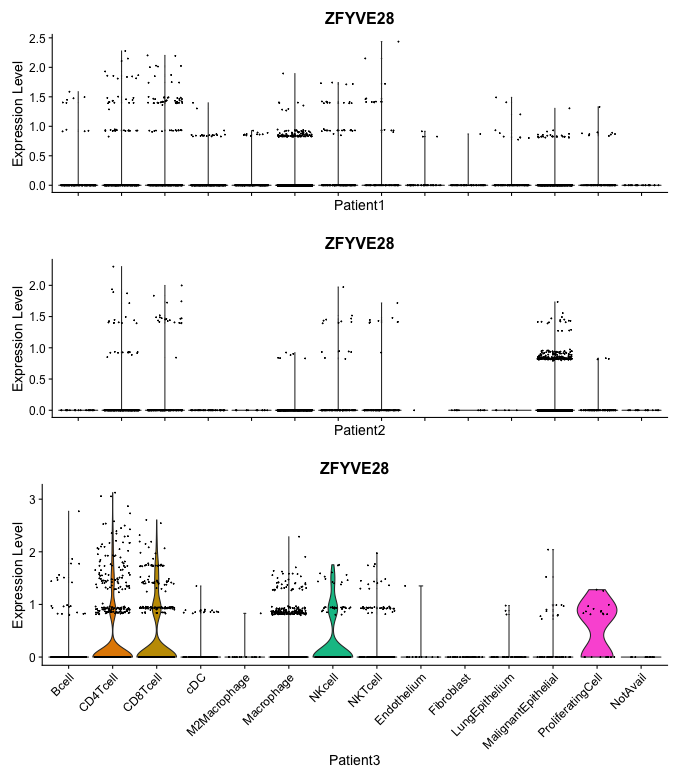 ZFYVE28
Expression Level
2.5
2.0
1.5
1.0
0.5
0.0
Patient1
ZFYVE28
Expression Level
2.0
1.5
1.0
0.5
0.0
Patient2
ZFYVE28
Expression Level
3
2
1
0
Bcell
CD4Tcell
CD8Tcell
cDC
M2Macrophage
Macrophage
NKcell
NKTcell
Endothelium
Fibroblast
LungEpithelium
MalignantEpithelial
ProliferatingCell
NotAvail
Patient3